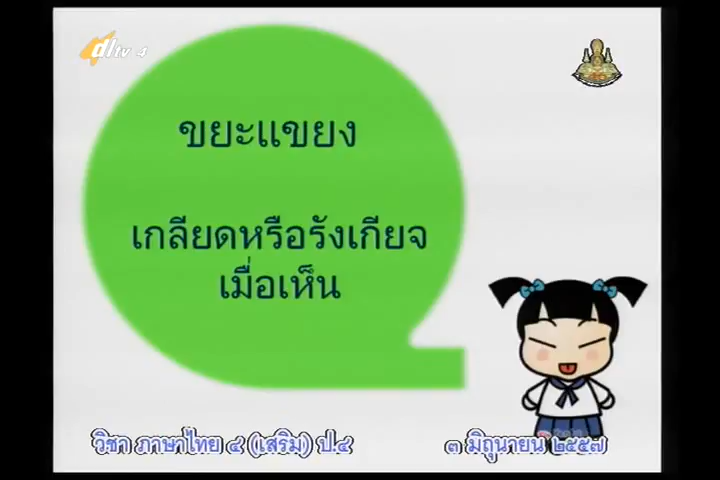 dltv 4
ขยะแขยง
เกลียดหรือรังเกียจ
เมื่อเห็น
วิชา ภาษาไทย ๔ (เสริม) ป.๔
๓ มิถุนายน ๒๕๕๗